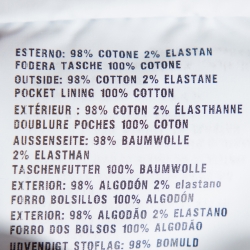 ESTERNO: 98% COTONE 2% ELASTAN
FODERA TASCHE 100% COTONE
OUTSIDE: 98% COTTON 2% ELASTANE
POCKET LINING 100% COTTON
EXTÉRIEUR : 98% COTON 2% ÉLASTHANNE
DOUBLURE POCHES 100% COTON
AUSSENSEITE: 98% BAUMWOLLE
2% ELASTHAN
TASCHENFUTTER 100% BAUMWOLLE
EXTERIOR: 98% ALGODÓN 2% elastano
FORRO BOLSILLOS 100% ALGODÓN
EXTERIOR: 98% ALGODÃO 2% ELASTANO
FORRO DOS BOLSOS 100% ALGODÃO
UDVENDIGT STOFLAG: 98% BOMULD